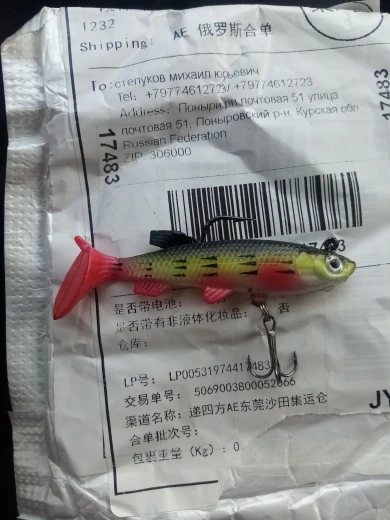 1232
Shipping: AE 俄罗斯合单
To: степуков михаил юрьевич
Tel: +79774612723/ +79774612723
Address: Поныри пл почтовая 51 улица
почтовая 51, Поныровский р-н, Курская обл.
Russian Federation
ZIP: 306000
17483
17483
是否带电池:
是否带有非液体化妆品: 否
仓库:
LP号: LP00531974417483
交易单号: 5069003800052066
渠道名称: 递四方AE东莞沙田集运仓
合单批次号:
包裹重量 (Kg): 0
JY